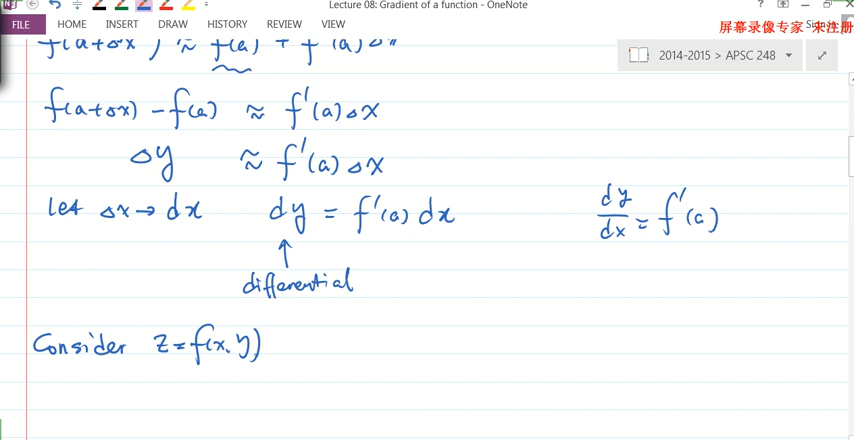 Lecture 08: Gradient of a function - OneNote
FILE HOME INSERT DRAW HISTORY REVIEW VIEW
屏幕录像专家 未注册
2014-2015 > APSC 248
f(a+Δx) ≈ f(a) + f'(a)Δx
f(a+Δx) - f(a) ≈ f'(a)Δx
Δy ≈ f'(a)Δx
Let Δx → dx dy = f'(a) dx
dy/dx = f'(a)
↑
differential
Consider z = f(x, y)